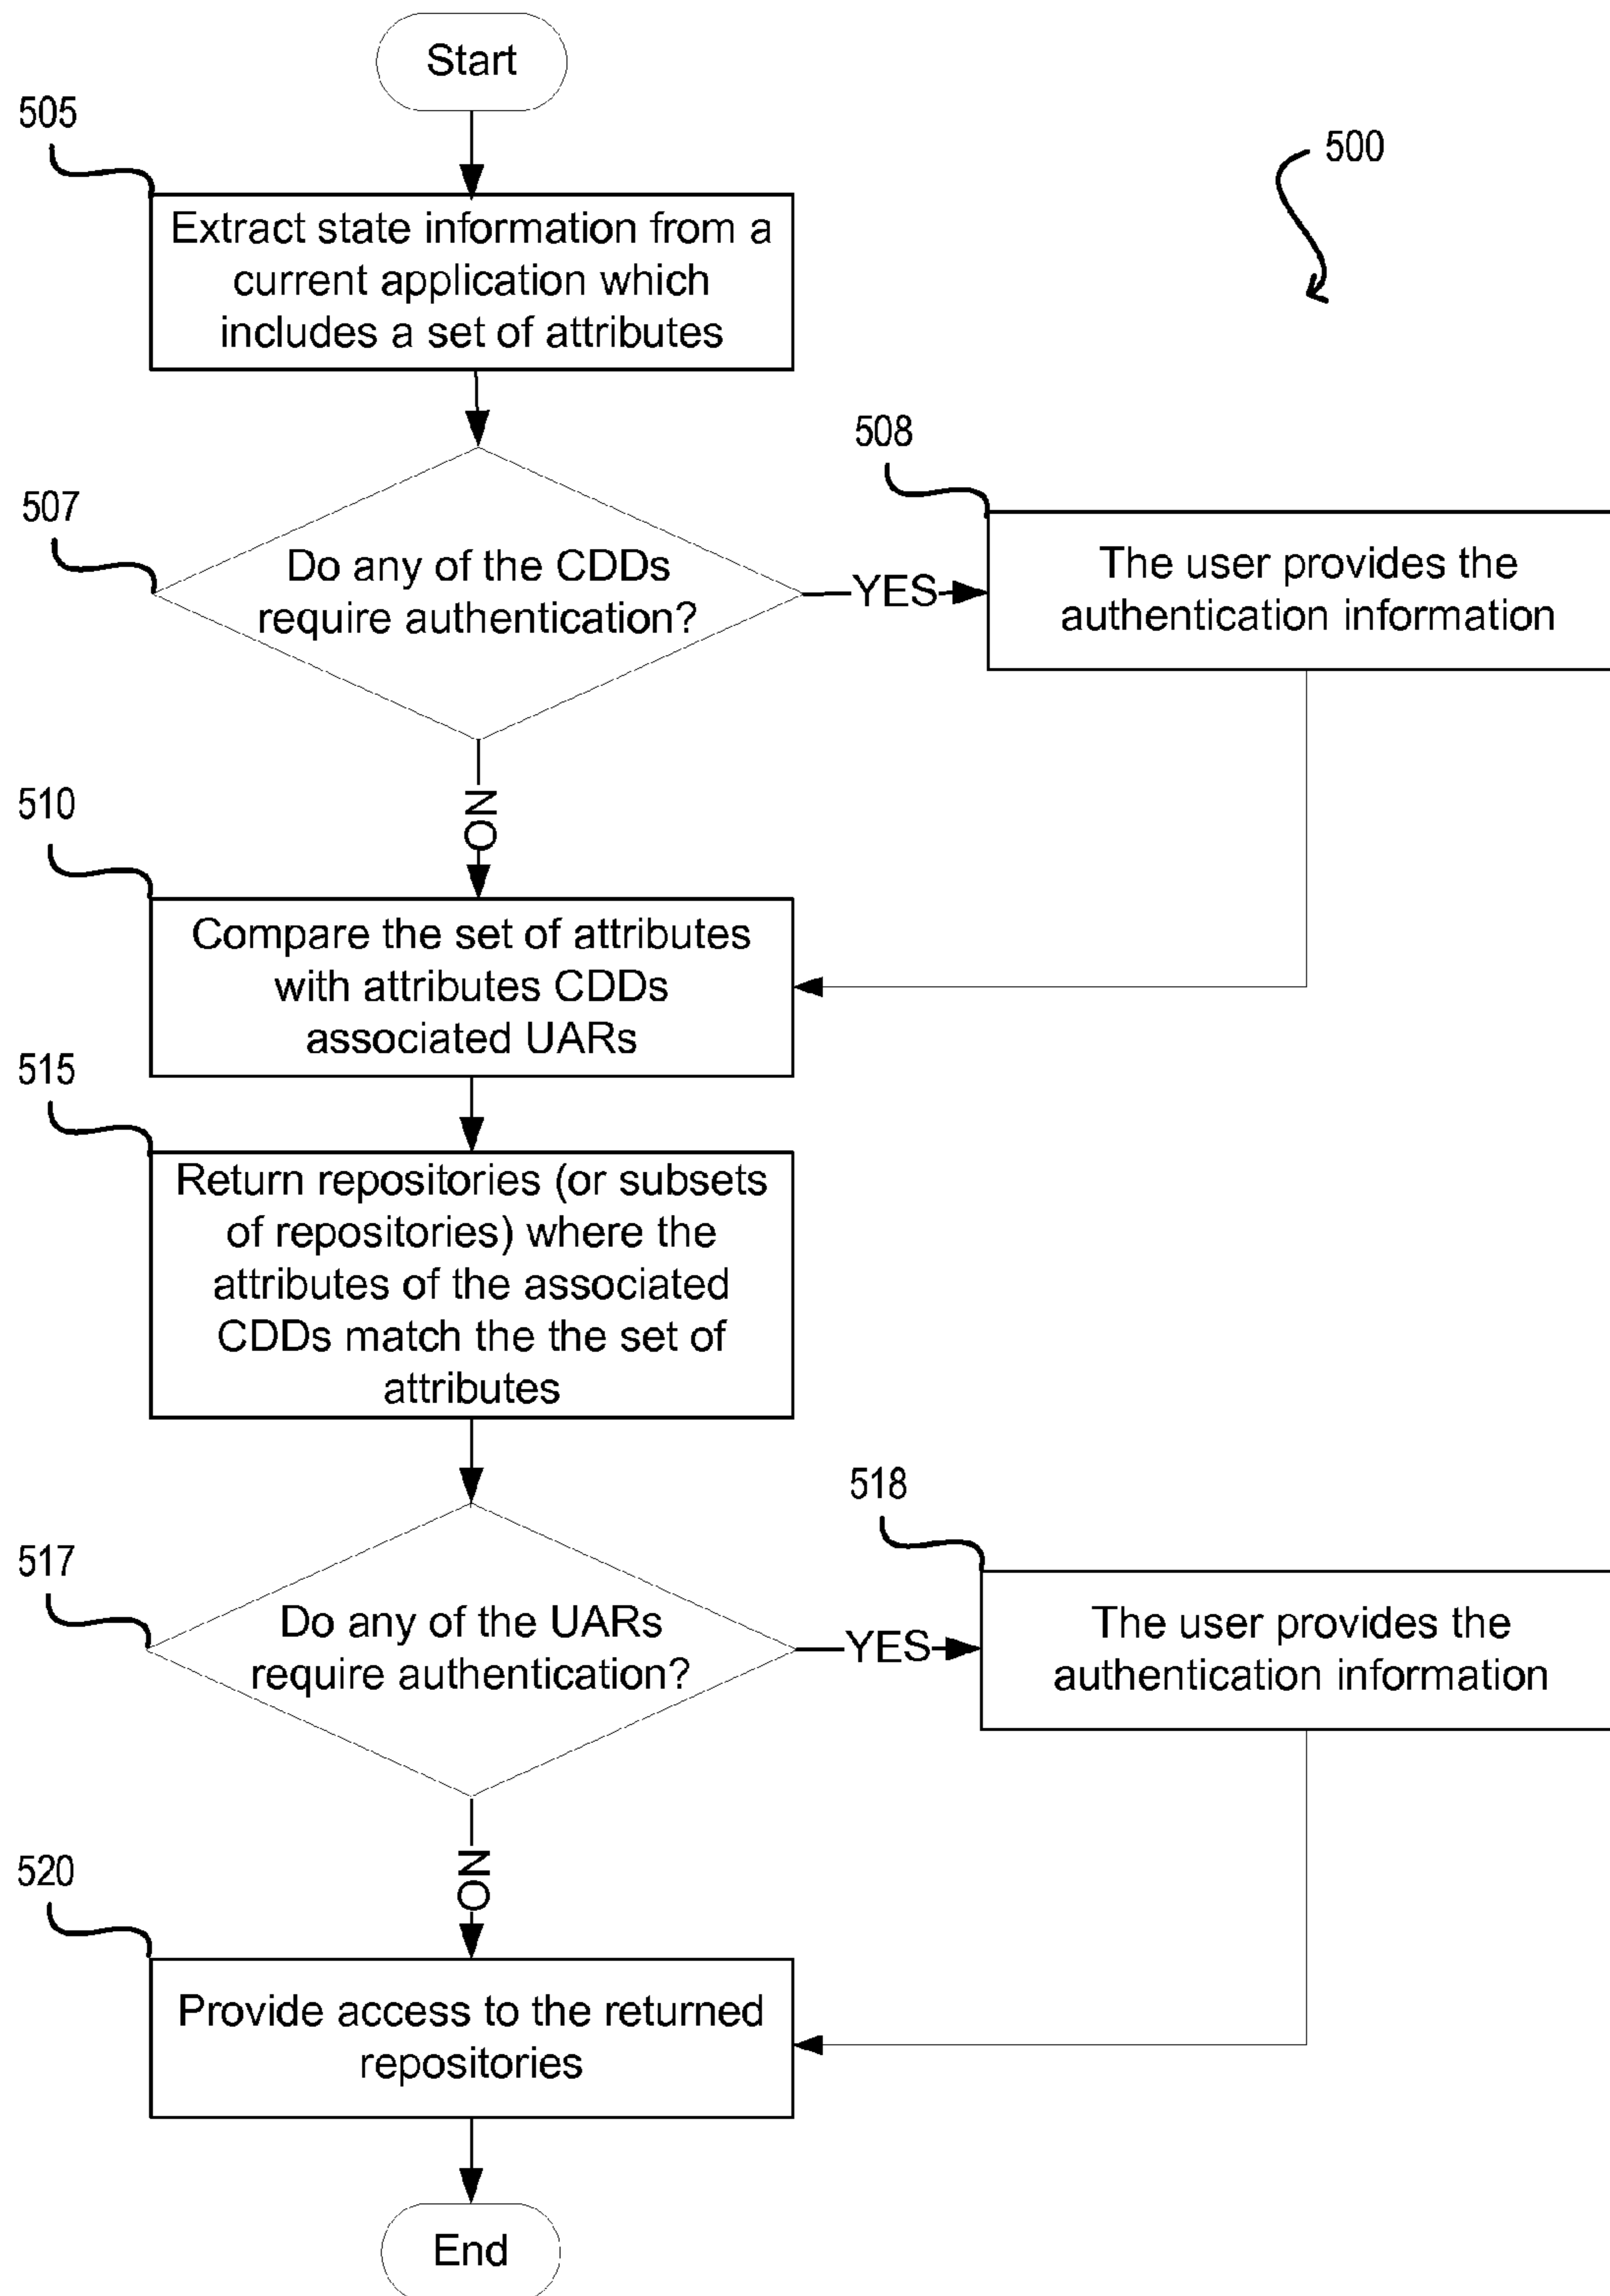 Start
505
500
Extract state information from a
current application which
includes a set of attributes
508
507
Do any of the CDDs
require authentication?
YES
The user provides the
authentication information
NO
510
Compare the set of attributes
with attributes CDDs
associated UARs
515
Return repositories (or subsets
of repositories) where the
attributes of the associated
CDDs match the the set of
attributes
518
517
Do any of the UARs
require authentication?
YES
The user provides the
authentication information
NO
520
Provide access to the returned
repositories
End